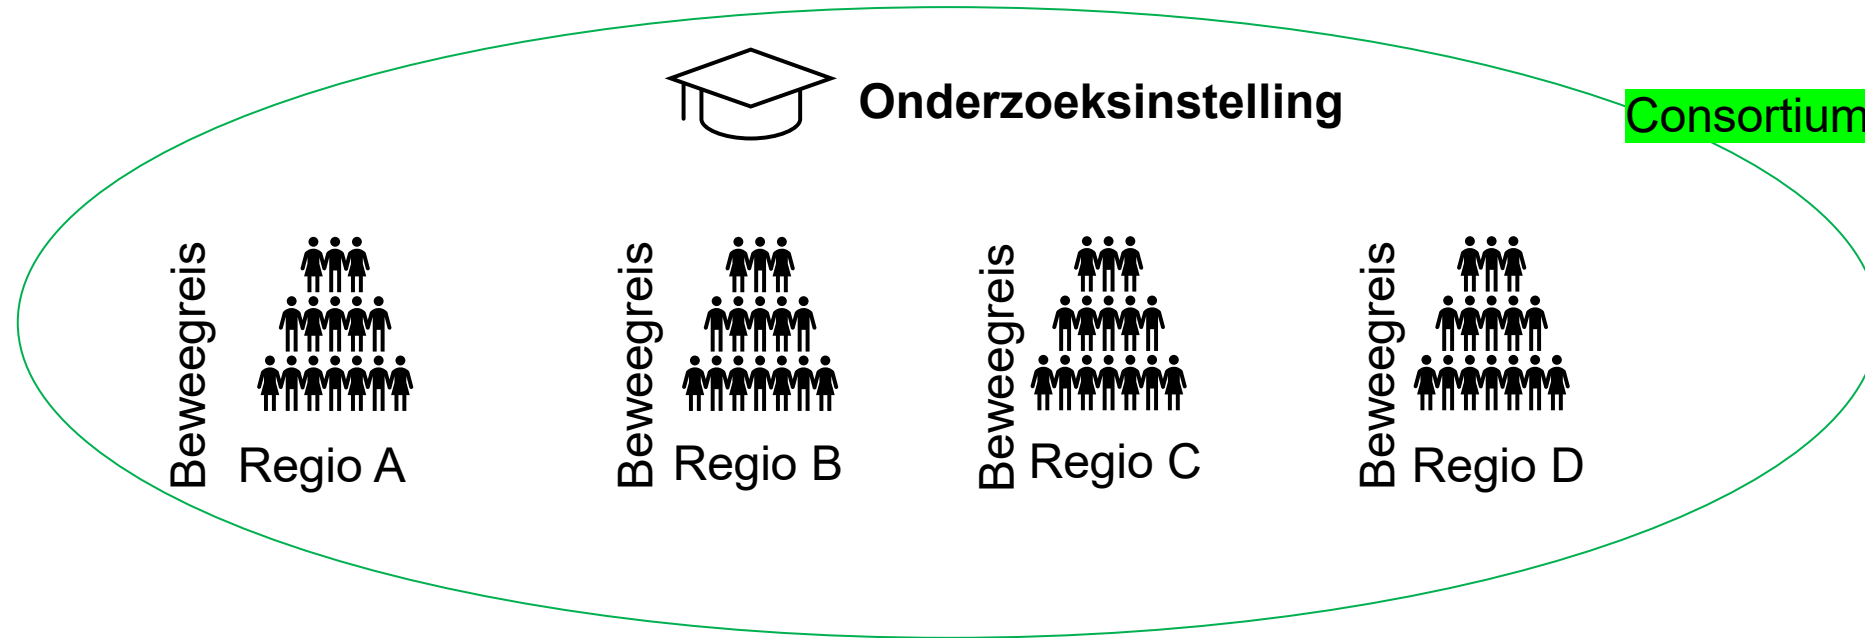 Onderzoeksinstelling
Consortium
Beweegreis
Regio A
Beweegreis
Regio B
Beweegreis
Regio C
Beweegreis
Regio D